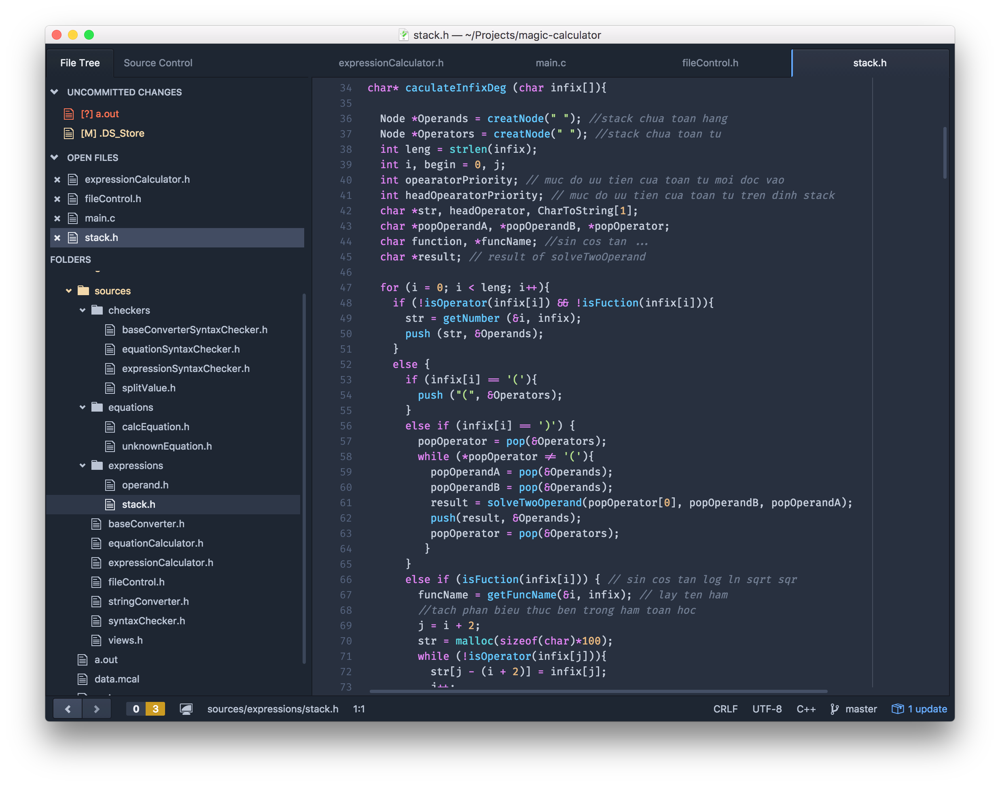 stack.h — ~/Projects/magic-calculator
File Tree
Source Control
expressionCalculator.h
main.c
fileControl.h
stack.h
UNCOMMITTED CHANGES
[?] a.out
[M] .DS_Store
OPEN FILES
expressionCalculator.h
fileControl.h
main.c
stack.h
FOLDERS
sources
checkers
baseConverterSyntaxChecker.h
equationSyntaxChecker.h
expressionSyntaxChecker.h
splitValue.h
equations
calcEquation.h
unknownEquation.h
expressions
operand.h
stack.h
baseConverter.h
equationCalculator.h
expressionCalculator.h
fileControl.h
stringConverter.h
syntaxChecker.h
views.h
a.out
data.mcal
34 char* caculateInfixDeg (char infix[]){
35
36 Node *Operands = creatNode(" "); //stack chua toan hang
37 Node *Operators = creatNode(" "); //stack chua toan tu
38 int leng = strlen(infix);
39 int i, begin = 0, j;
40 int opearatorPriority; // muc do uu tien cua toan tu moi doc vao
41 int headOpearatorPriority; // muc do uu tien cua toan tu tren dinh stack
42 char *str, headOperator, CharToString[1];
43 char *popOperandA, *popOperandB, *popOperator;
44 char function, *funcName; //sin cos tan ...
45 char *result; // result of solveTwoOperand
46
47 for (i = 0; i < leng; i++){
48 if (!isOperator(infix[i]) && !isFuction(infix[i])){
49 str = getNumber (&i, infix);
50 push (str, &Operands);
51 }
52 else {
53 if (infix[i] == '('){
54 push ("(", &Operators);
55 }
56 else if (infix[i] == ')') {
57 popOperator = pop(&Operators);
58 while (*popOperator != '('){
59 popOperandA = pop(&Operands);
60 popOperandB = pop(&Operands);
61 result = solveTwoOperand(popOperator[0], popOperandB, popOperandA);
62 push(result, &Operands);
63 popOperator = pop(&Operators);
64 }
65 }
66 else if (isFuction(infix[i])) { // sin cos tan log ln sqrt sqr
67 funcName = getFuncName(&i, infix); // lay ten ham
68 //tach phan bieu thuc ben trong ham toan hoc
69 j = i + 2;
70 str = malloc(sizeof(char)*100);
71 while (!isOperator(infix[j])){
72 str[j - (i + 2)] = infix[j];
73 j++;
0 3 sources/expressions/stack.h 1:1 CRLF UTF-8 C++ master 1 update